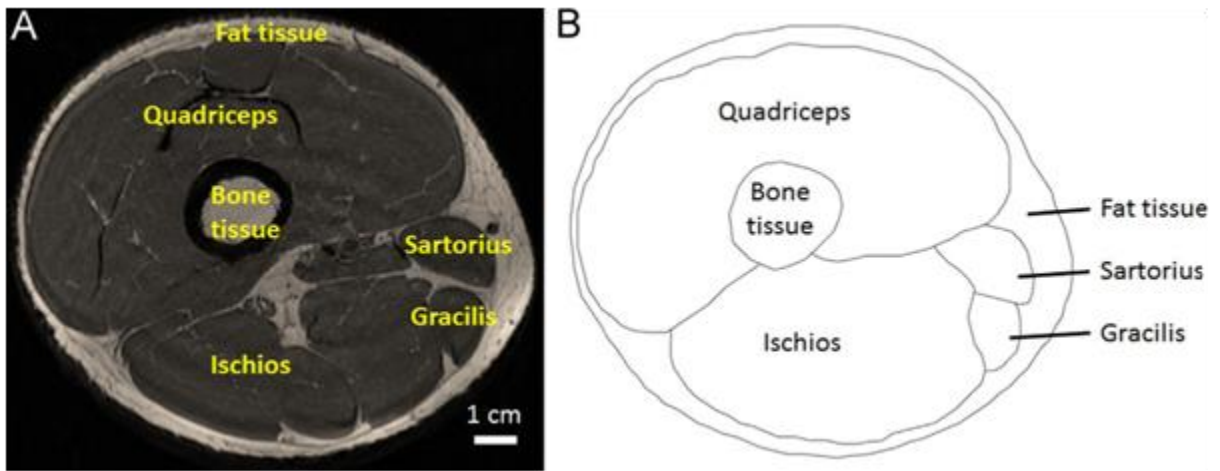 A
Fat tissue
Quadriceps
Bone
tissue
Sartorius
Gracilis
Ischios
1 cm
B
Quadriceps
Bone
tissue
Fat tissue
Sartorius
Gracilis
Ischios